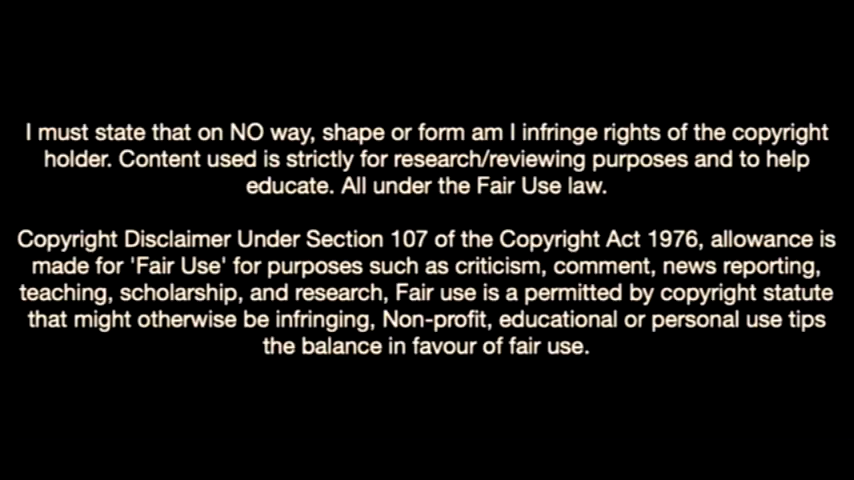 I must state that on NO way, shape or form am I infringe rights of the copyright
holder. Content used is strictly for research/reviewing purposes and to help
educate. All under the Fair Use law.
Copyright Disclaimer Under Section 107 of the Copyright Act 1976, allowance is
made for 'Fair Use' for purposes such as criticism, comment, news reporting,
teaching, scholarship, and research, Fair use is a permitted by copyright statute
that might otherwise be infringing, Non-profit, educational or personal use tips
the balance in favour of fair use.